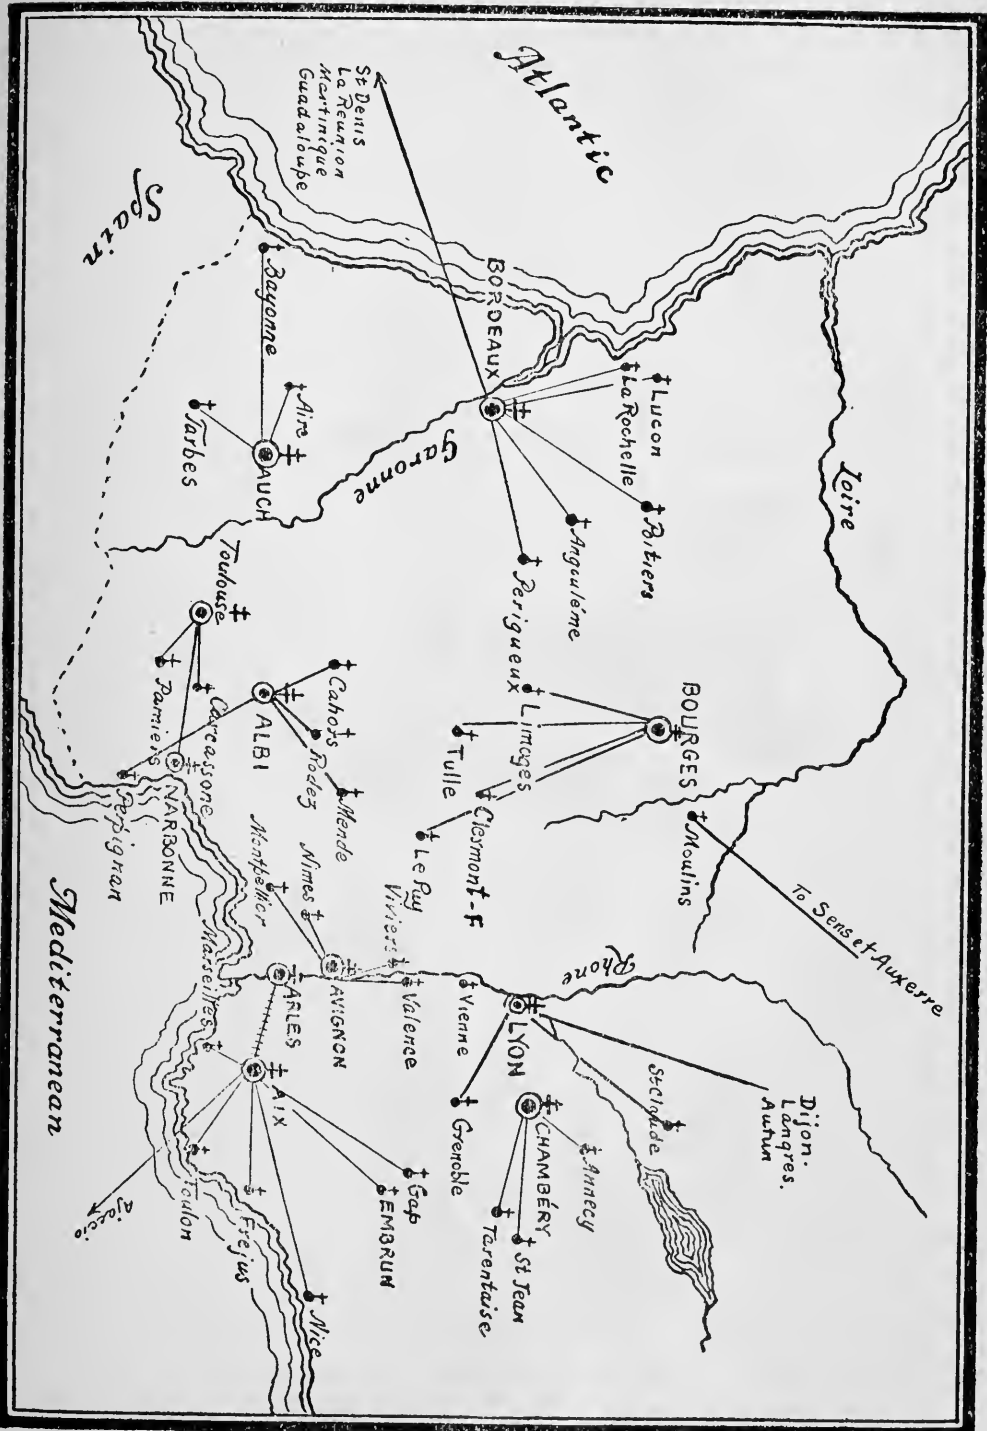 Atlantic
St Denis
La Reunion
Martinique
Guadaloupe
Spain
Loire
BORDEAUX
Lucon
La Rochelle
Poitiers
Angouléme
Perigueux
Garonne
Bayonne
Aire
Tarbes
AUCH
Toulouse
Pamiers
Carcassone
NARBONNE
Perpignan
ALBI
Cahors
Rodez
Mende
BOURGES
Limoges
Tulle
Clermont-F
Le Puy
Moulins
To Sens et Auxerre
Rhone
Montpellier
Nimes
Viviers
Valence
AVIGNON
ARLES
Marseilles
AIX
Vienne
LYON
Grenoble
CHAMBÉRY
Annecy
St Claude
Dijon.
Langres.
Autun
Tarentaise
St Jean
Gap
EMBRUN
Toulon
Frejus
Nice
Ajaccio
Mediterranean